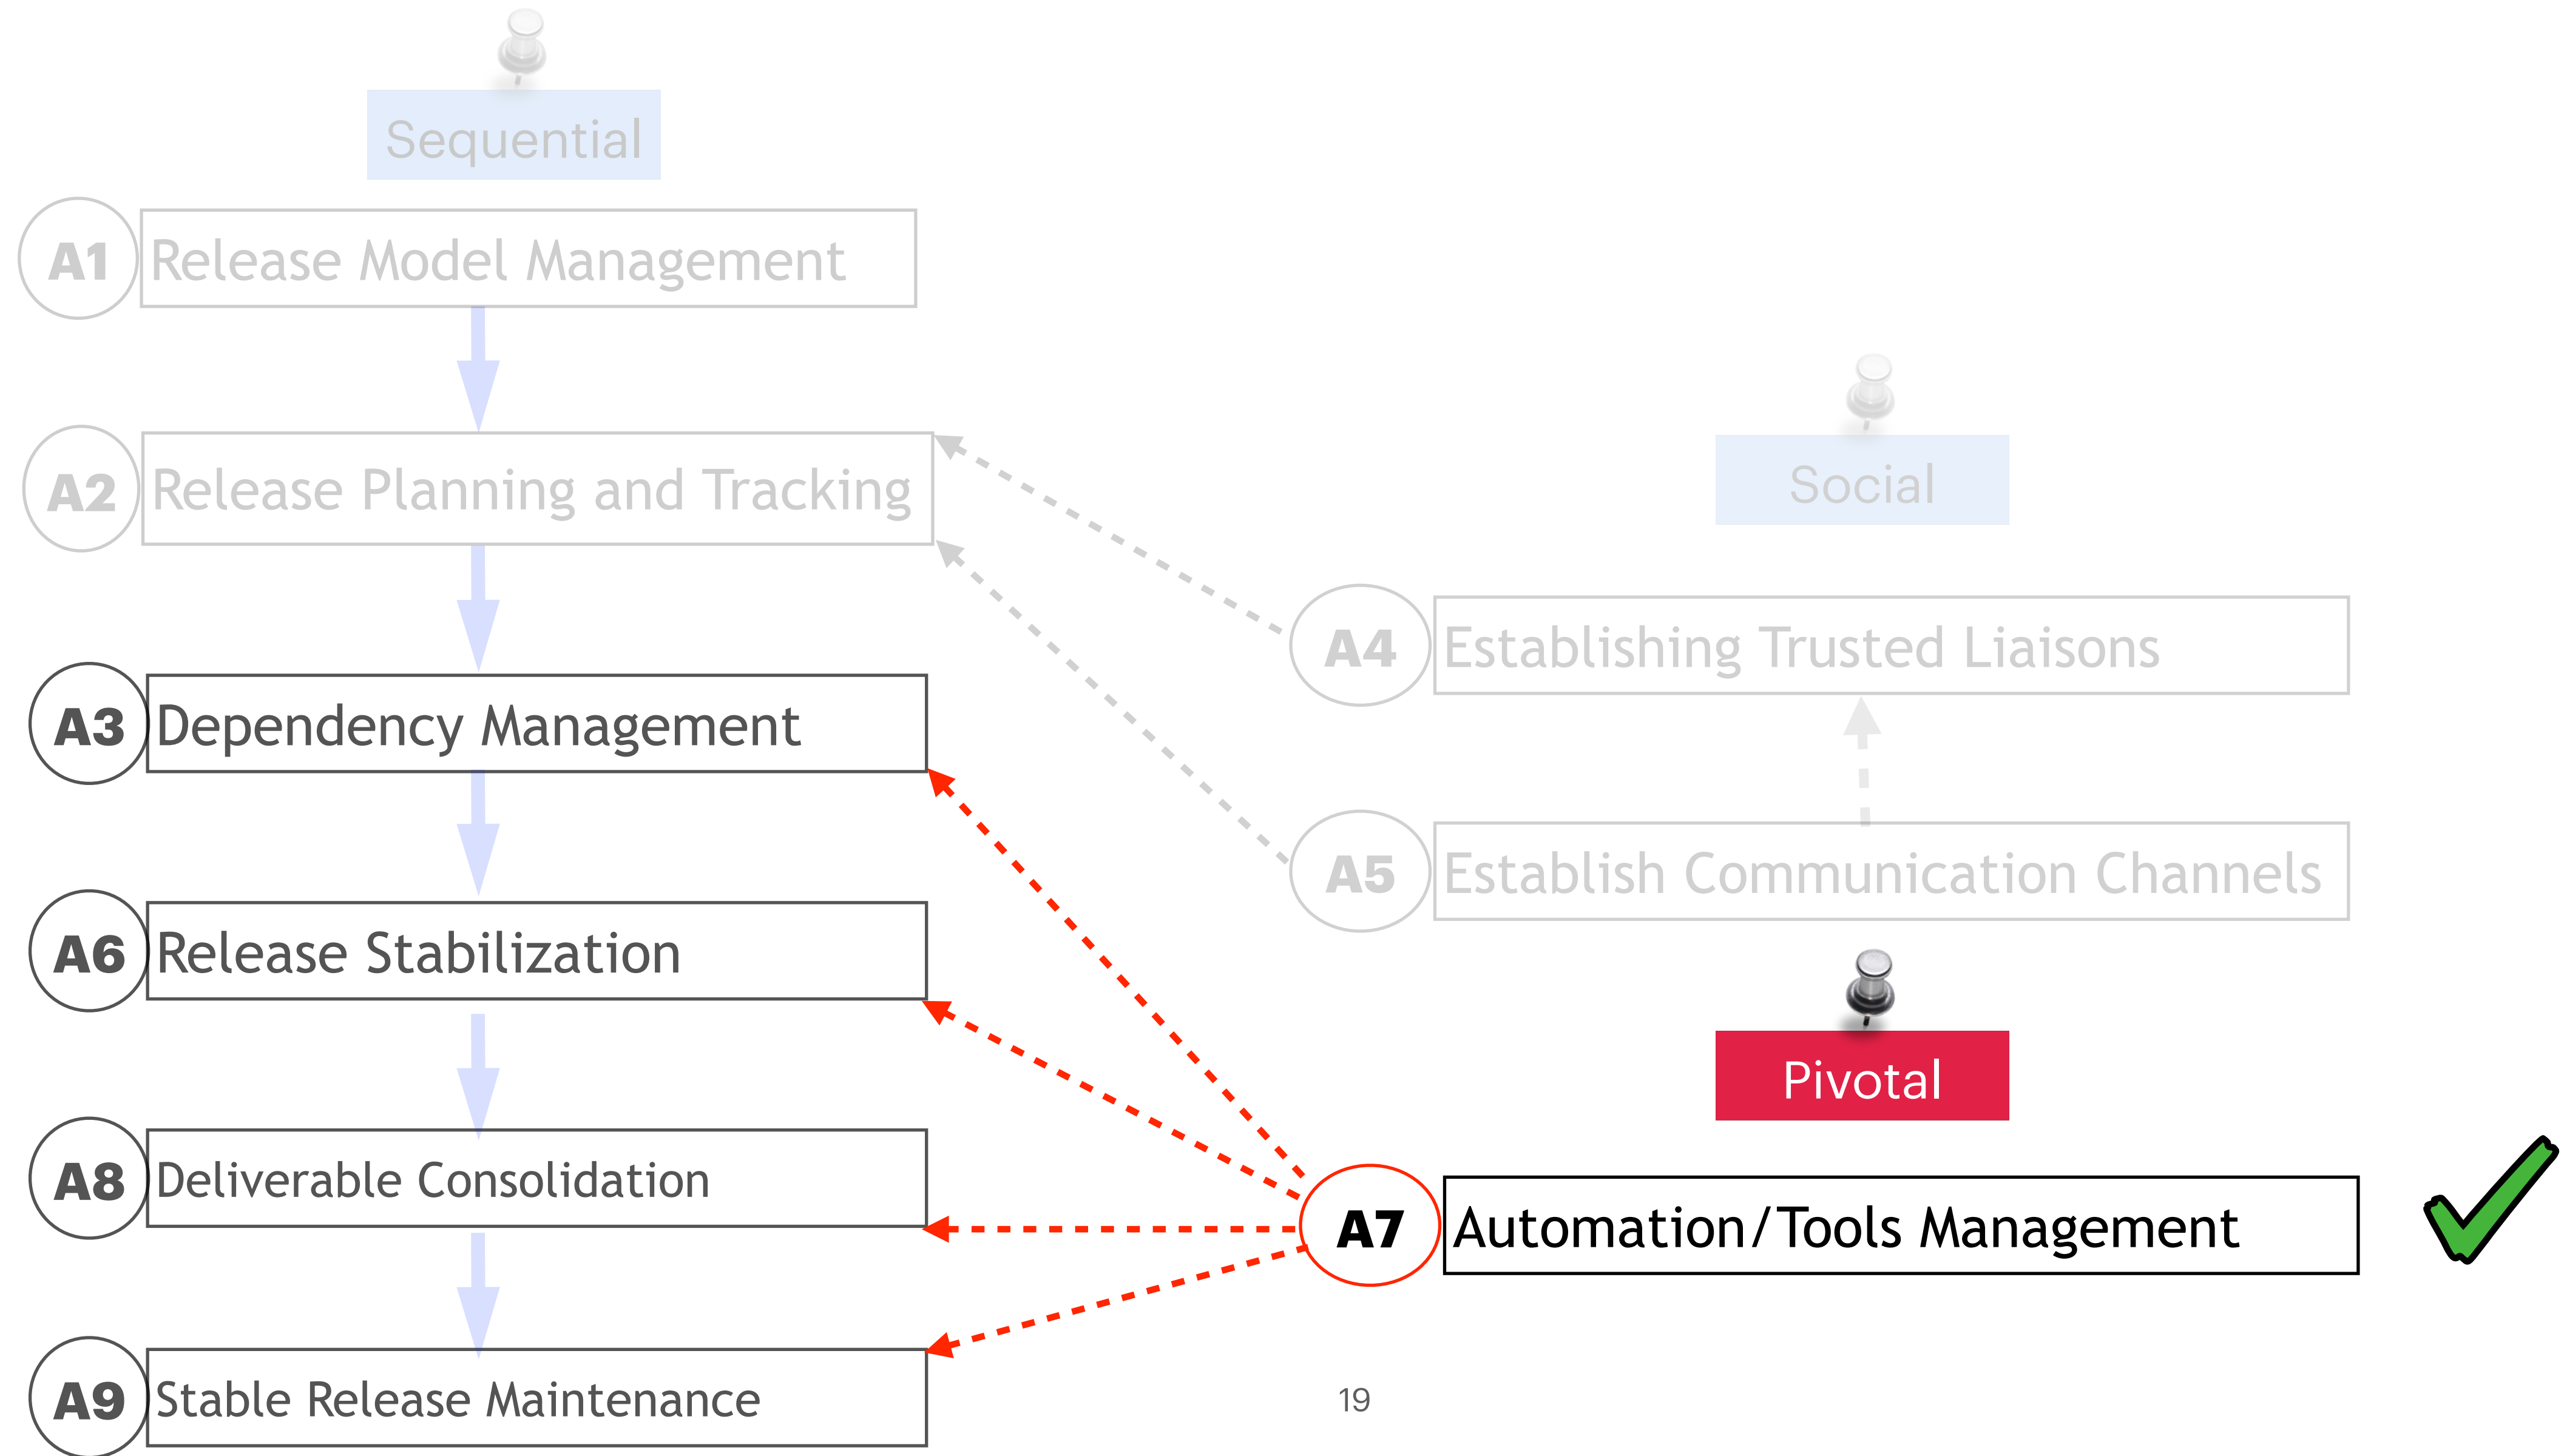 Sequential
A1 Release Model Management
A2 Release Planning and Tracking
A3 Dependency Management
A6 Release Stabilization
A8 Deliverable Consolidation
A9 Stable Release Maintenance
Social
A4 Establishing Trusted Liaisons
A5 Establish Communication Channels
Pivotal
A7 Automation/Tools Management
19